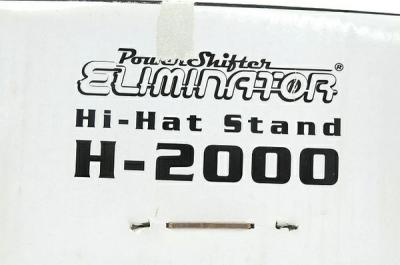 PowerShifter
ELIMINATOR®
Hi-Hat Stand
H-2000